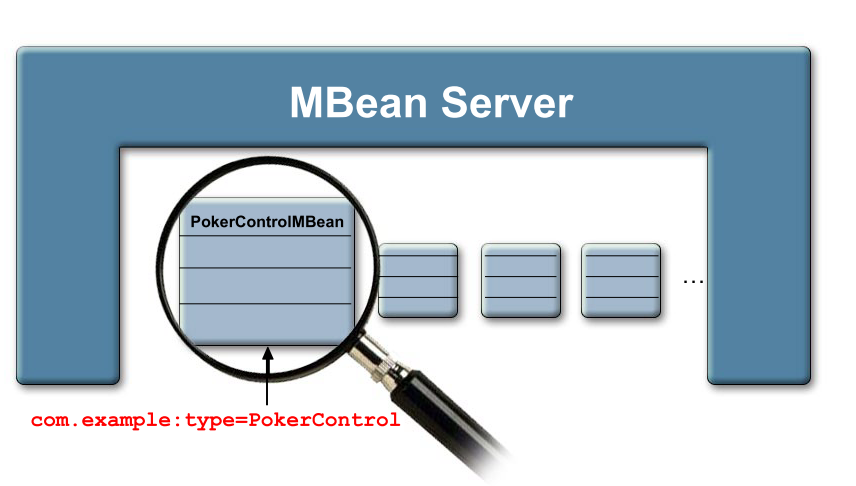 MBean Server
PokerControlMBean
...
com.example:type=PokerControl